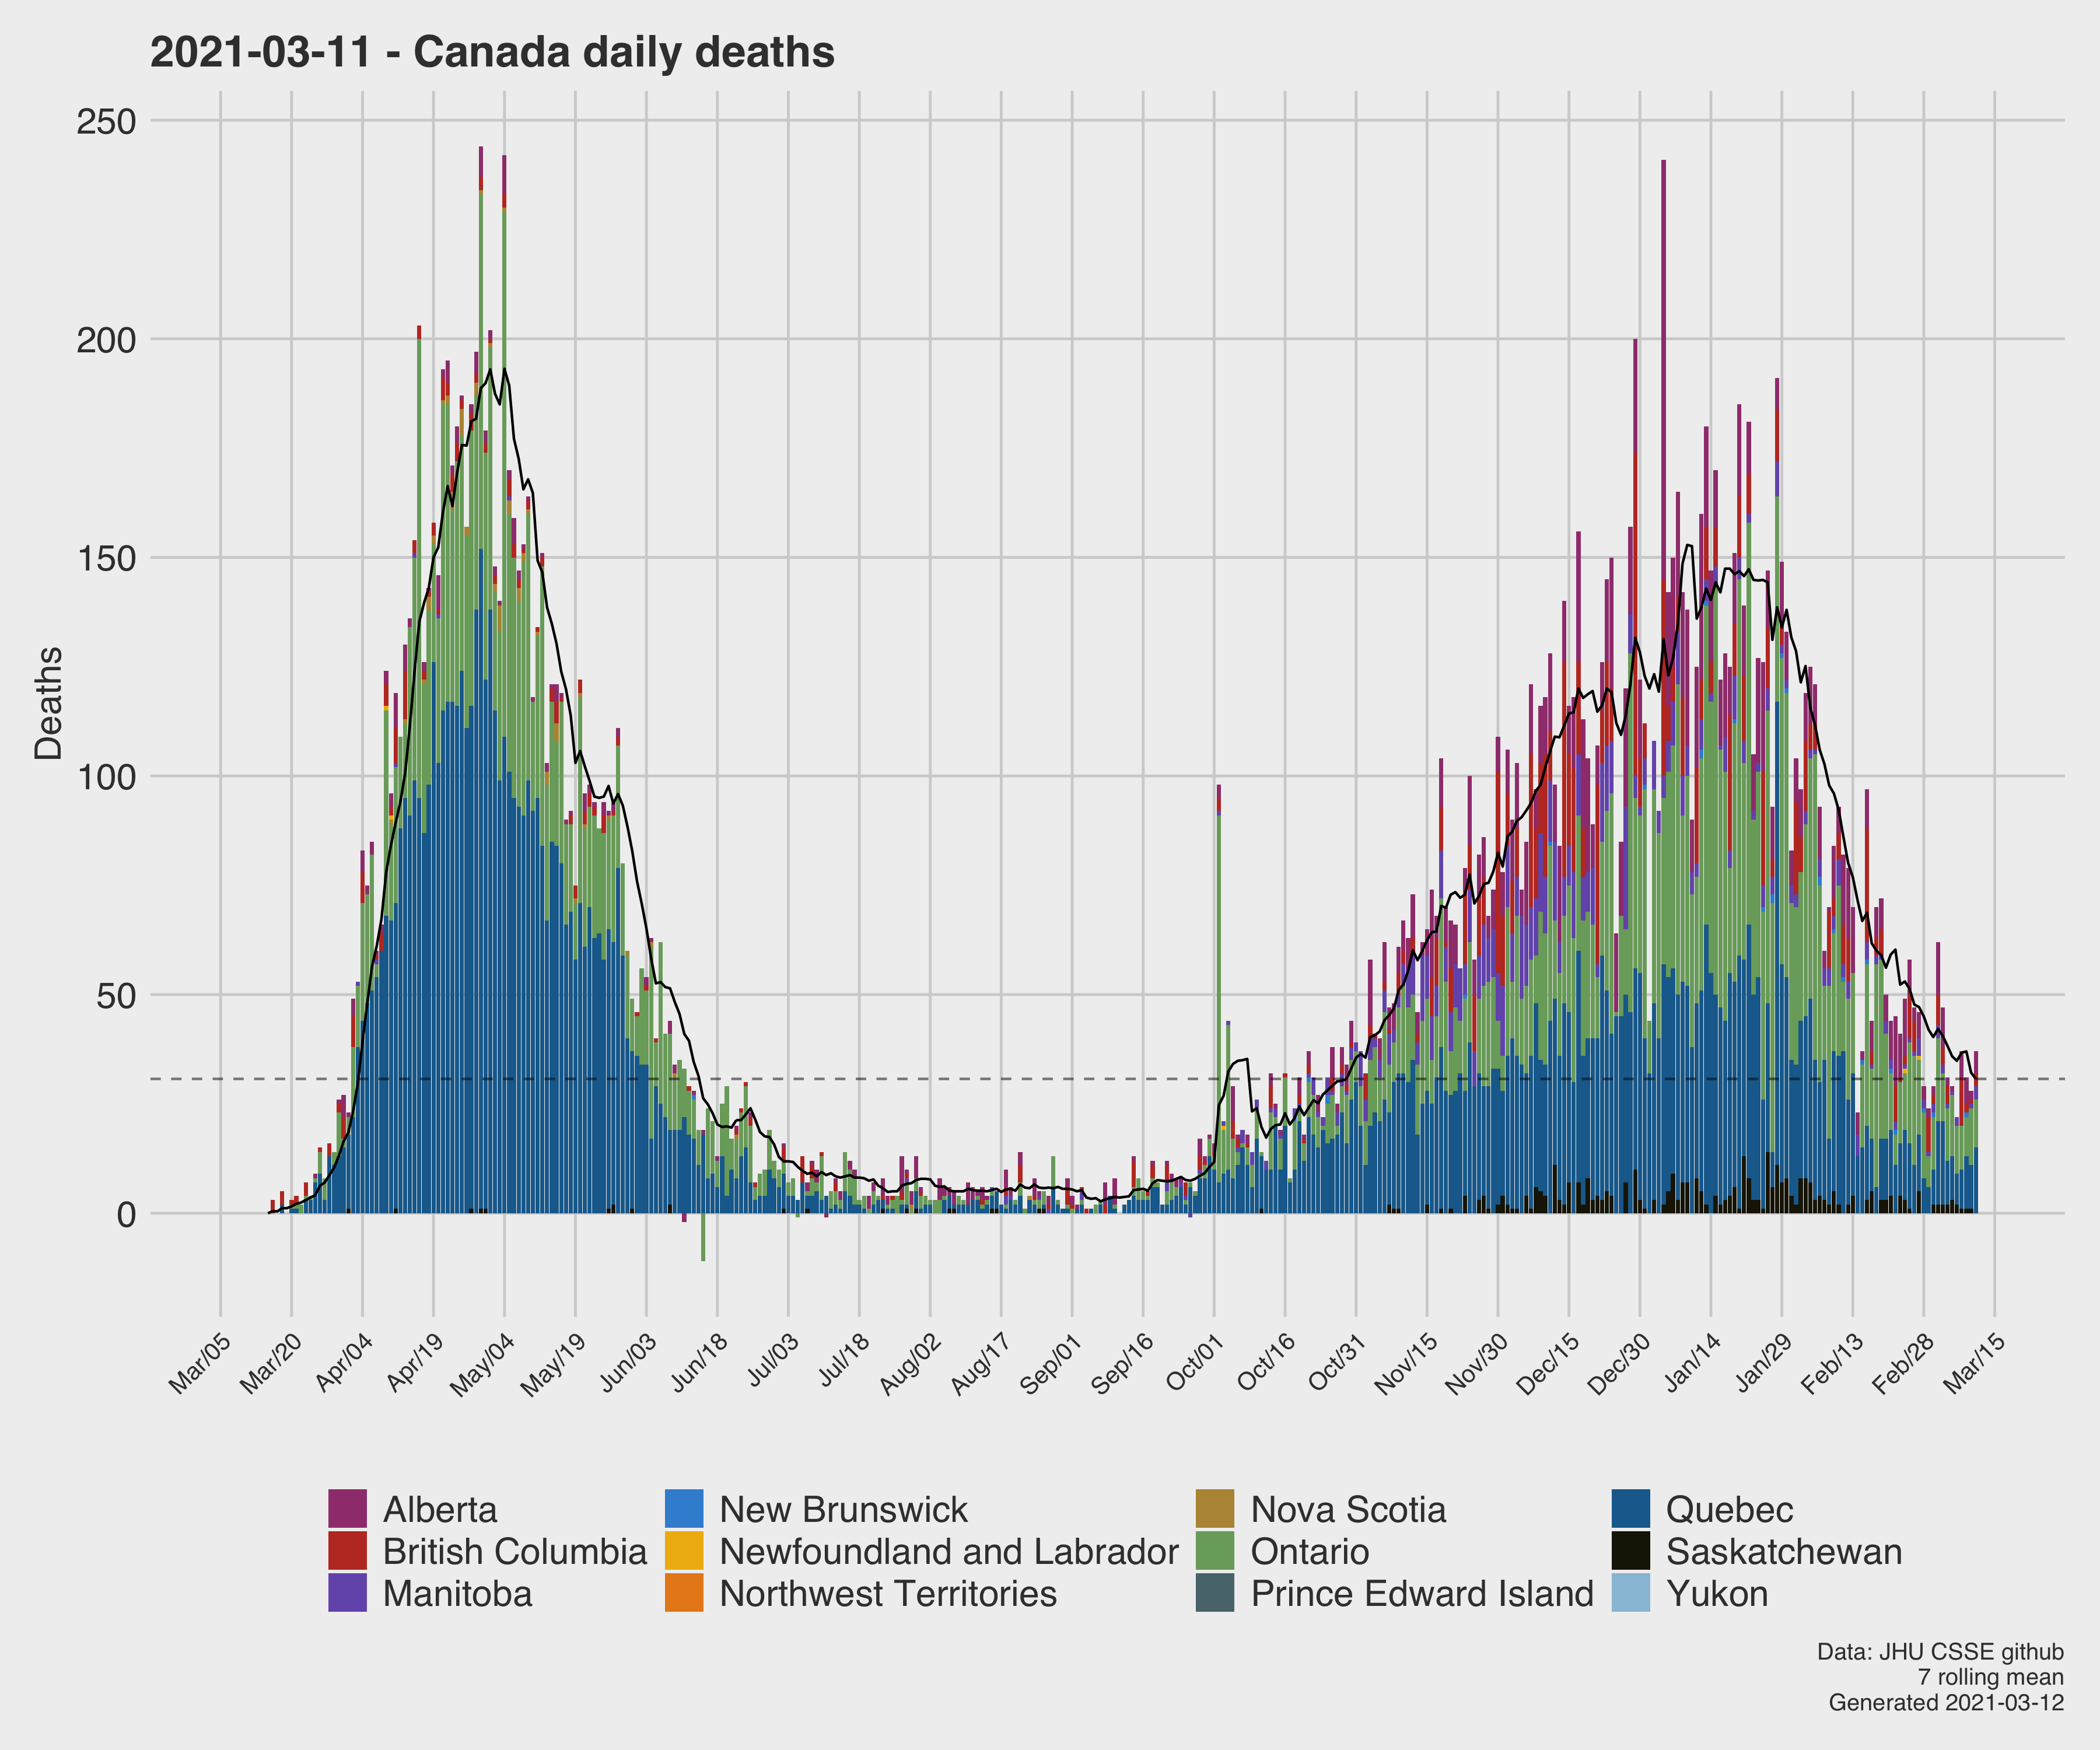 2021-03-11 - Canada daily deaths
Deaths
250
200
150
100
50
0
Mar/05 Mar/20 Apr/04 Apr/19 May/04 May/19 Jun/03 Jun/18 Jul/03 Jul/18 Aug/02 Aug/17 Sep/01 Sep/16 Oct/01 Oct/16 Oct/31 Nov/15 Nov/30 Dec/15 Dec/30 Jan/14 Jan/29 Feb/13 Feb/28 Mar/15
Alberta New Brunswick Nova Scotia Quebec
British Columbia Newfoundland and Labrador Ontario Saskatchewan
Manitoba Northwest Territories Prince Edward Island Yukon
Data: JHU CSSE github
7 rolling mean
Generated 2021-03-12